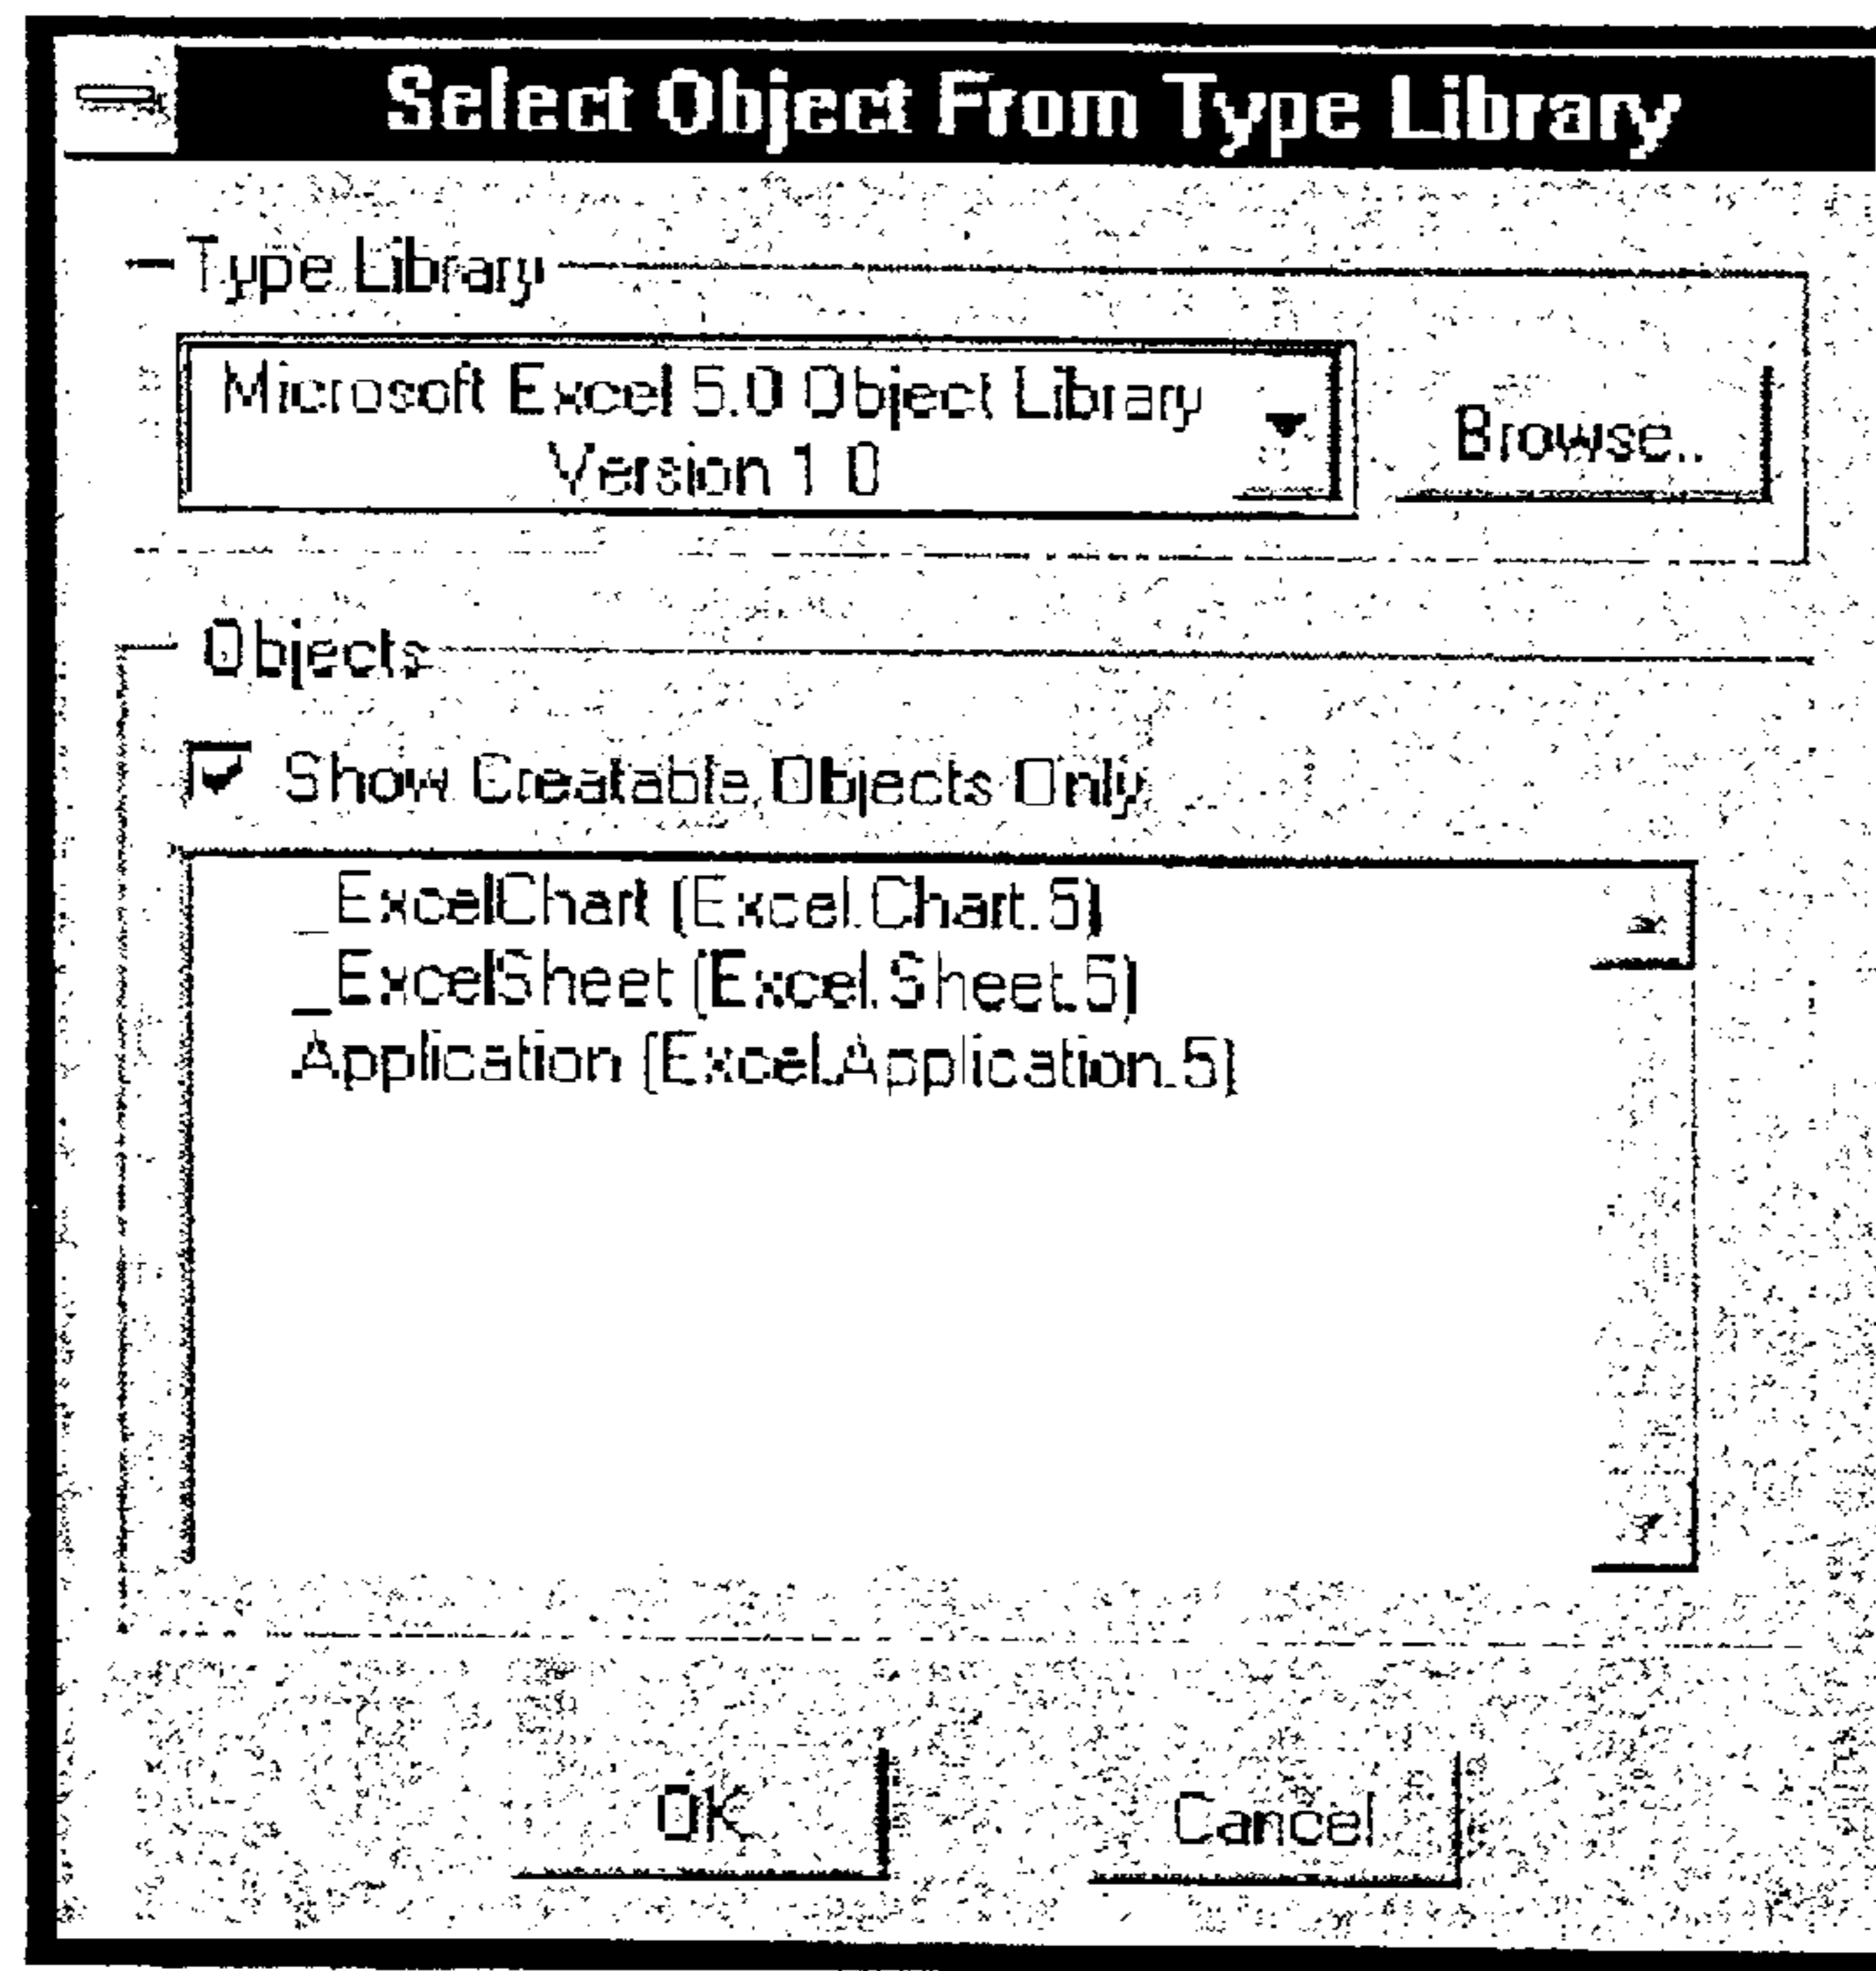 Select Object From Type Library
Type Library
Microsoft Excel 5.0 Object Library
Version 1 0
Browse..
Objects
Show Creatable Objects Only
_ExcelChart (Excel.Chart.5)
_ExcelSheet (Excel.Sheet.5)
Application (Excel.Application.5)
OK
Cancel